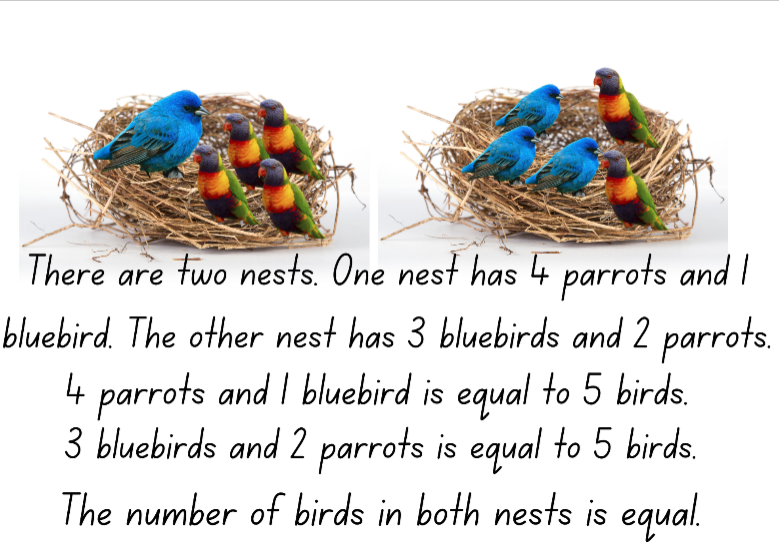 There are two nests. One nest has 4 parrots and 1
bluebird. The other nest has 3 bluebirds and 2 parrots.
4 parrots and 1 bluebird is equal to 5 birds.
3 bluebirds and 2 parrots is equal to 5 birds.
The number of birds in both nests is equal.